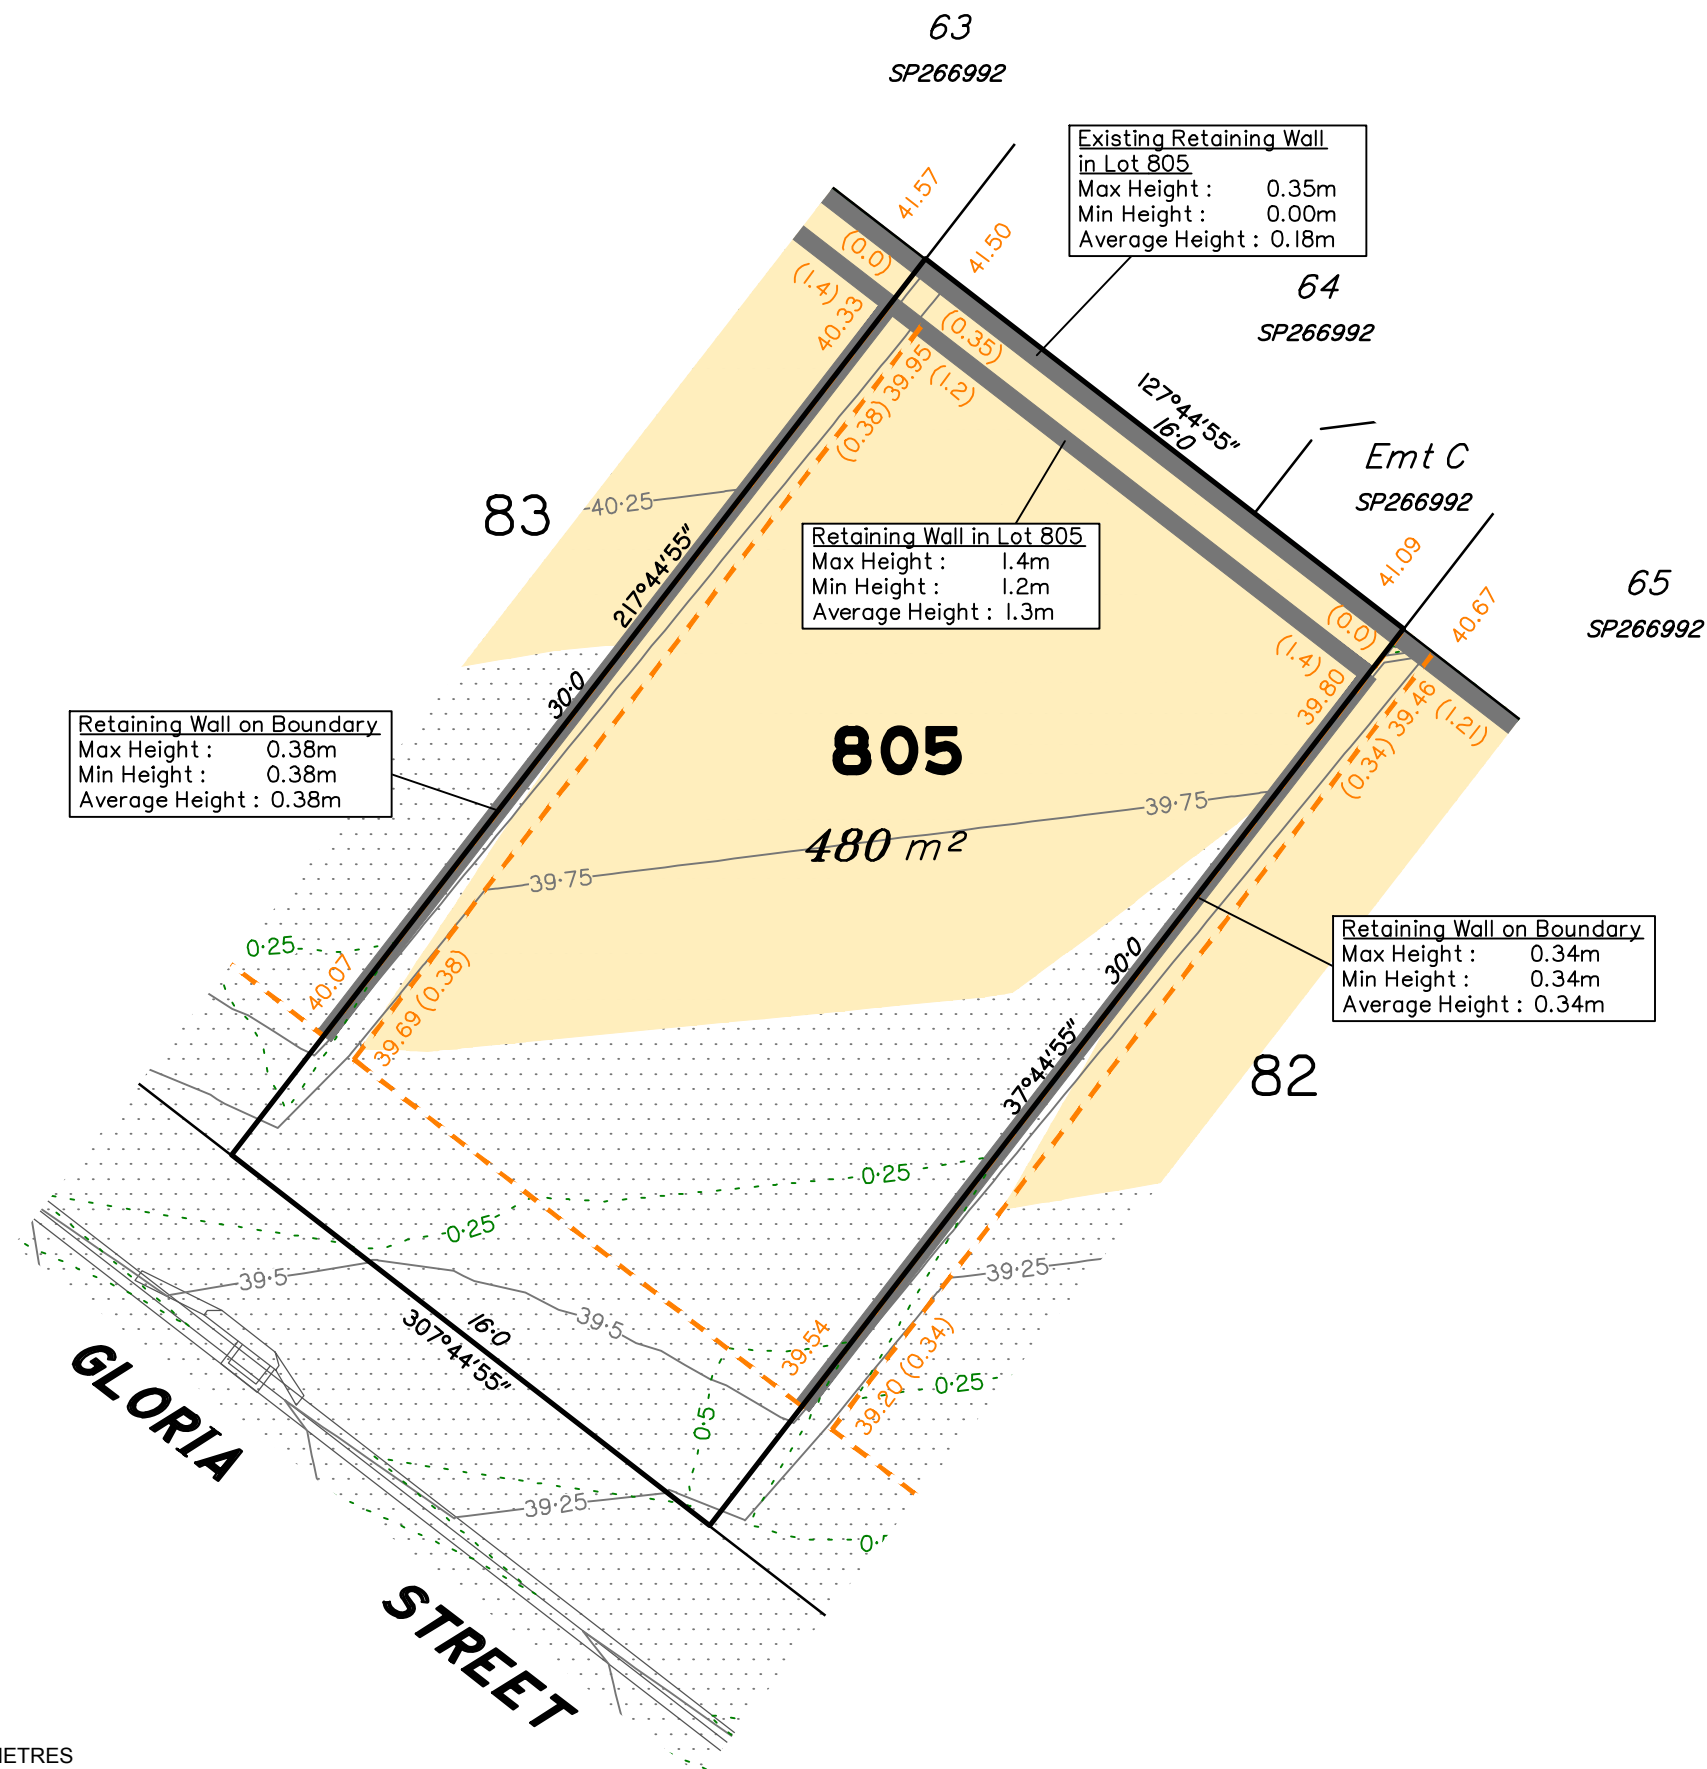 63
SP266992
Existing Retaining Wall
in Lot 805
Max Height : 0.35m
Min Height : 0.00m
Average Height : 0.18m
41.57
41.50
64
SP266992
(0.0)
(1.4) 40.33
(0.35)
(0.38) 39.95 (1.2)
127°44'55"
16·0
Emt C
SP266992
83
40·25
217°44'55"
30·0
Retaining Wall in Lot 805
Max Height : 1.4m
Min Height : 1.2m
Average Height : 1.3m
41.09
40.67
65
SP266992
(0.0)
(1.4) 39.80
(0.34) 39.46 (1.21)
Retaining Wall on Boundary
Max Height : 0.38m
Min Height : 0.38m
Average Height : 0.38m
805
480 m²
39·75
39·75
0·25
40.07
39.69 (0.38)
30·0
37°44'55"
Retaining Wall on Boundary
Max Height : 0.34m
Min Height : 0.34m
Average Height : 0.34m
82
0·25
0·25
39·5
39·5
39·25
16·0
307°44'55"
39.54
39.20 (0.34)
0·25
0·5
39·25
GLORIA
STREET